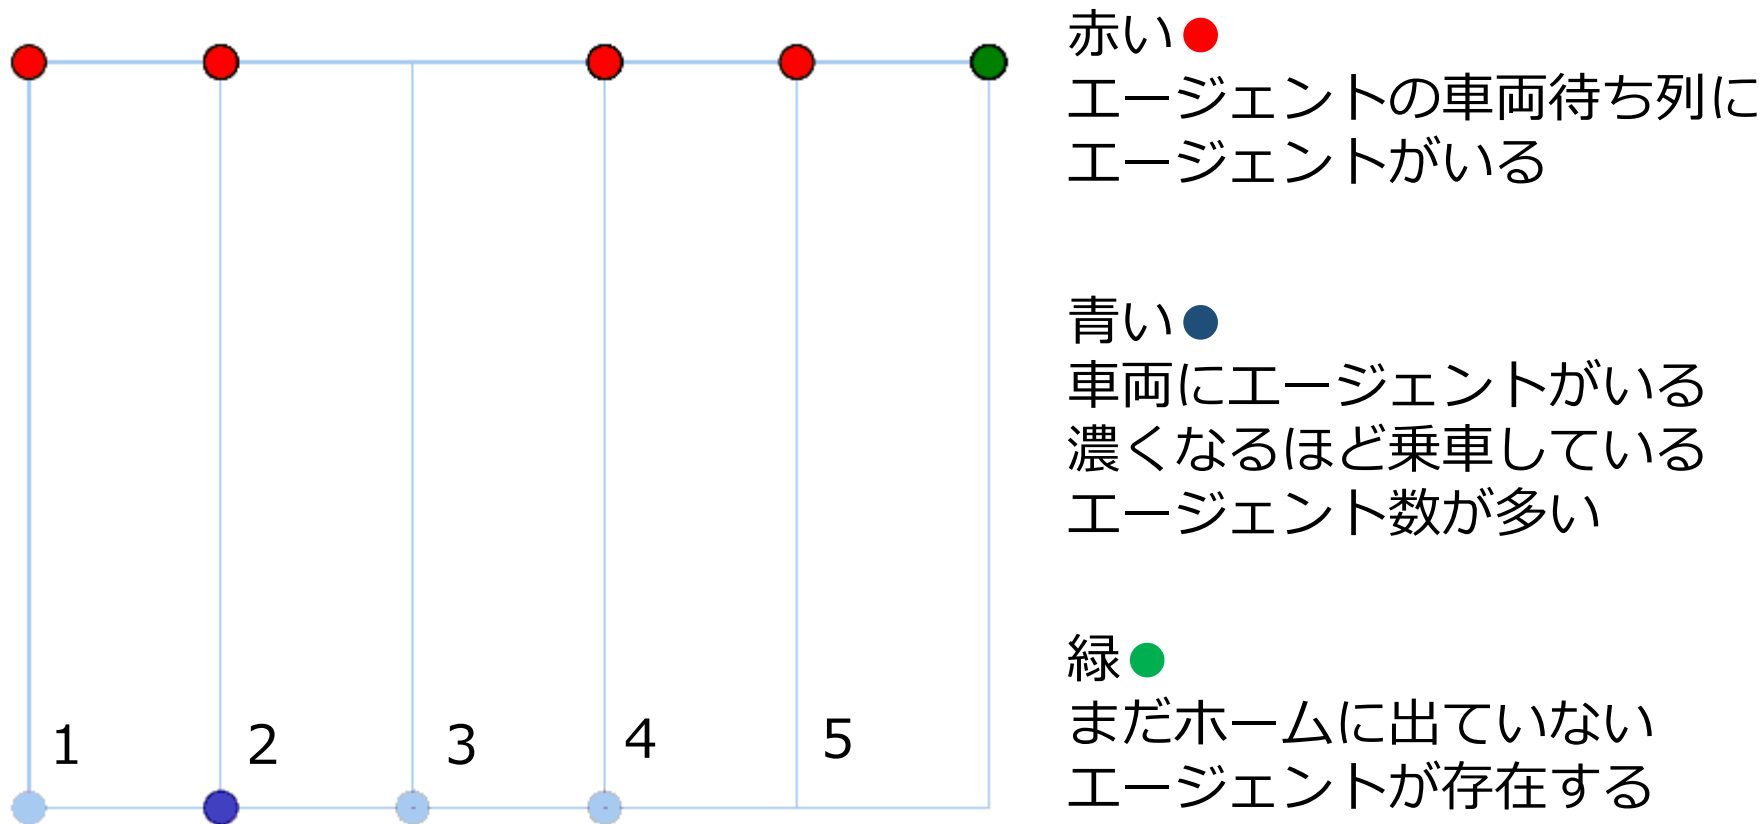 赤い●
エージェントの車両待ち列に
エージェントがいる
青い●
車両にエージェントがいる
濃くなるほど乗車している
エージェント数が多い
緑●
まだホームに出ていない
エージェントが存在する
1 2 3 4 5